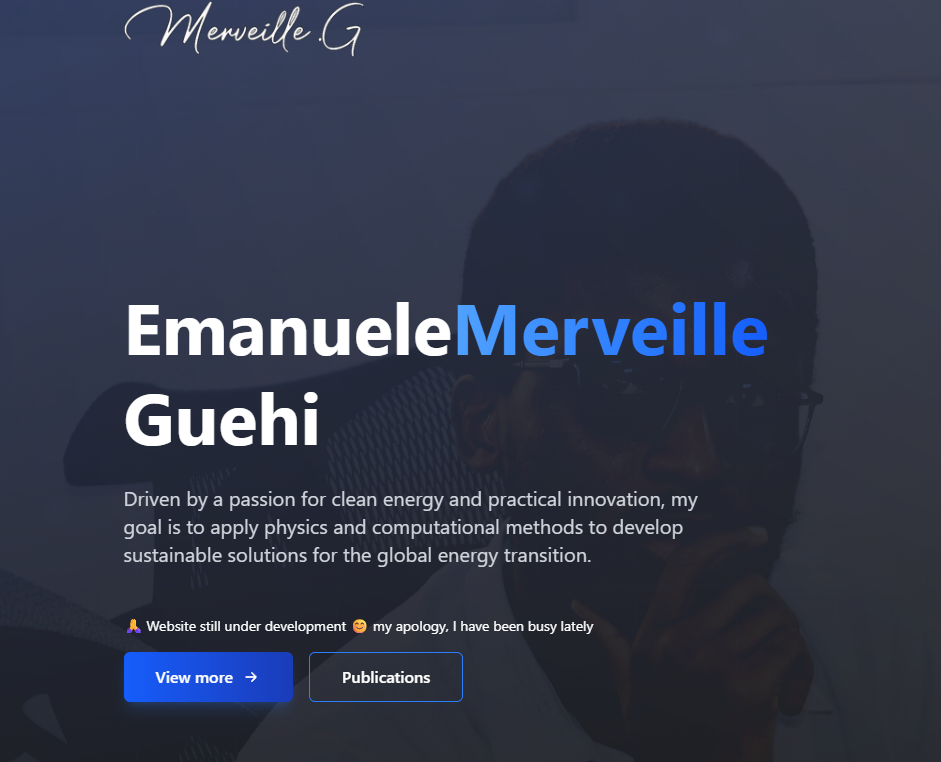 Merveille .G
EmanueleMerveille
Guehi
Driven by a passion for clean energy and practical innovation, my
goal is to apply physics and computational methods to develop
sustainable solutions for the global energy transition.
🙏 Website still under development 😊 my apology, I have been busy lately
View more →
Publications